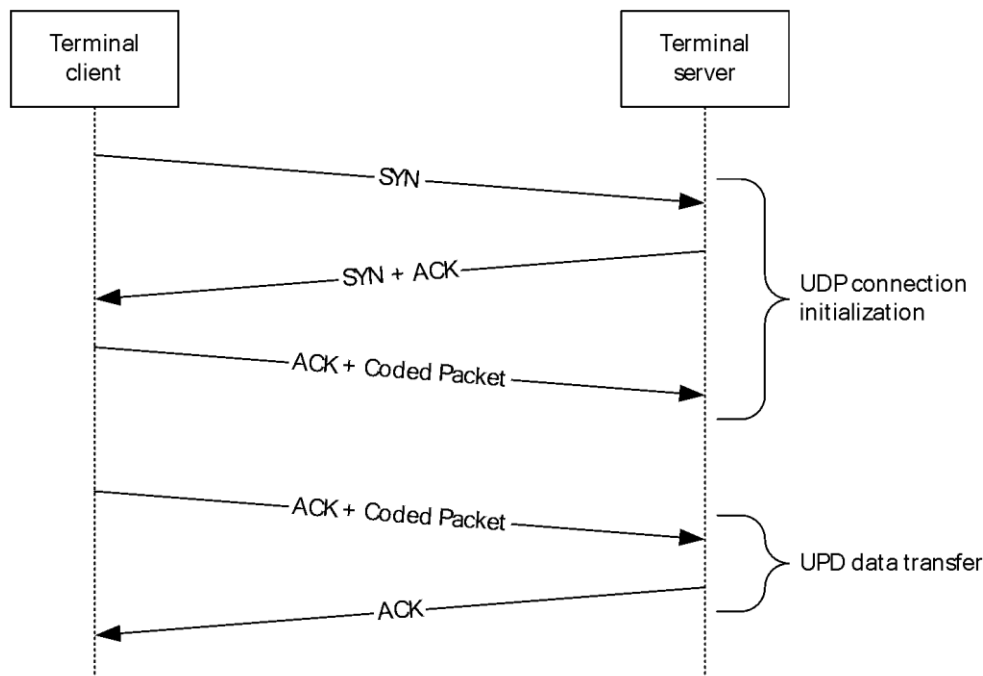 Terminal
client
Terminal
server
SYN
SYN + ACK
ACK + Coded Packet
UDP connection
initialization
ACK + Coded Packet
UPD data transfer
ACK